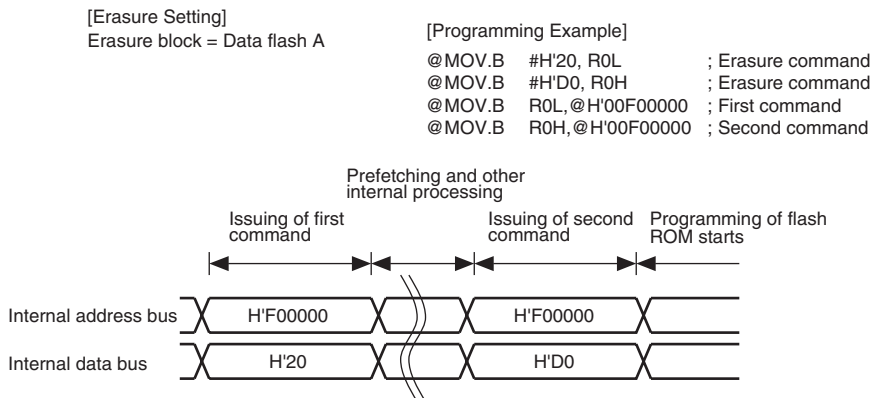 [Erasure Setting]
Erasure block = Data flash A
[Programming Example]
@MOV.B #H'20, R0L ; Erasure command
@MOV.B #H'D0, R0H ; Erasure command
@MOV.B R0L,@H'00F00000 ; First command
@MOV.B R0H,@H'00F00000 ; Second command
Prefetching and other
internal processing
Issuing of first
command
Issuing of second
command
Programming of flash
ROM starts
Internal address bus H'F00000 H'F00000
Internal data bus H'20 H'D0